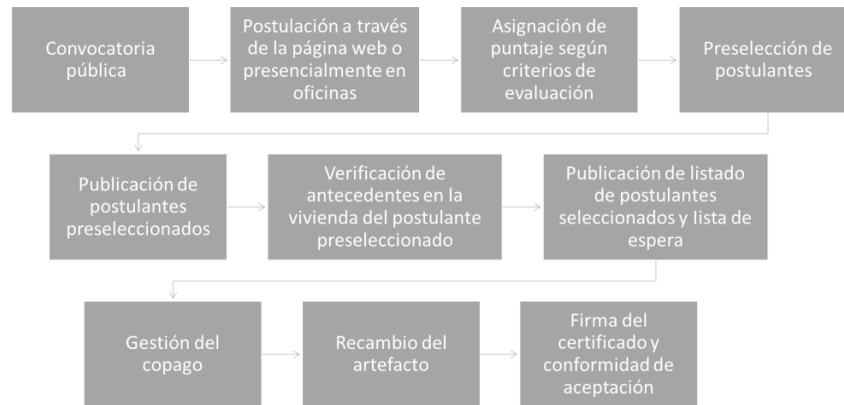 Convocatoria
pública
Postulación a través
de la página web o
presencialmente en
oficinas
Asignación de
puntaje según
criterios de
evaluación
Preselección de
postulantes
Publicación de
postulantes
preseleccionados
Verificación de
antecedentes en la
vivienda del postulante
preseleccionado
Publicación de listado
de postulantes
seleccionados y lista de
espera
Gestión del
copago
Recambio del
artefacto
Firma del
certificado y
conformidad de
aceptación